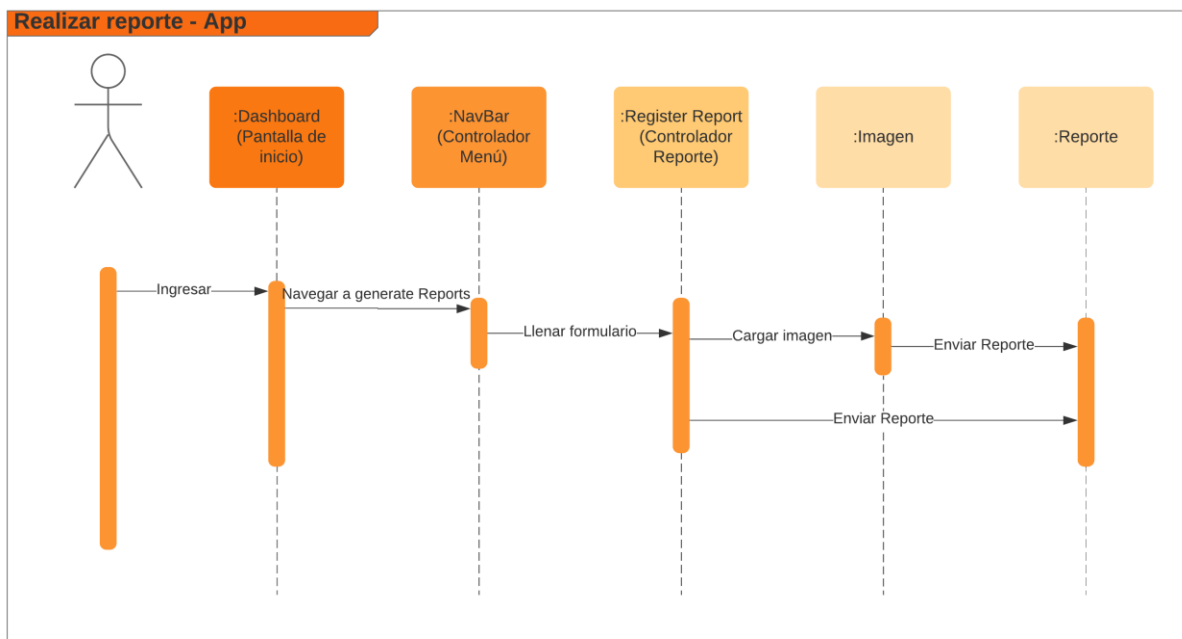 Realizar reporte - App
:Dashboard
(Pantalla de
inicio)
:NavBar
(Controlador
Menú)
:Register Report
(Controlador
Reporte)
:Imagen
:Reporte
Ingresar
Navegar a generate Reports
Llenar formulario
Cargar imagen
Enviar Reporte
Enviar Reporte